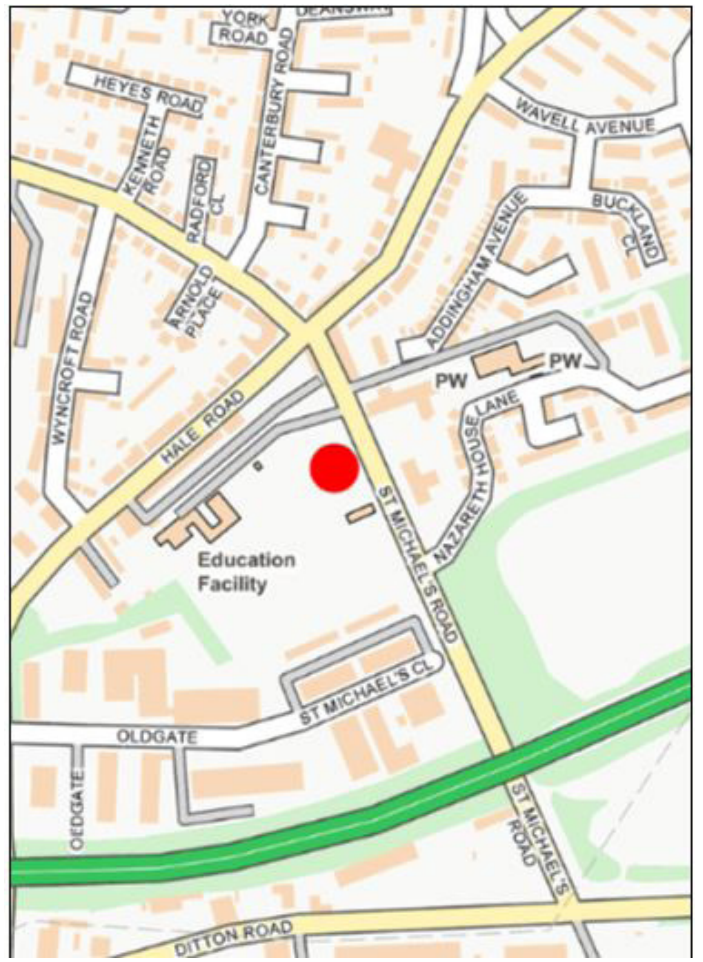 DEANSWAY
YORK
ROAD
HEYES ROAD
CANTERBURY ROAD
WAVELL AVENUE
KENNETH
ROAD
RADFORD
CL
BUCKLAND
CL
ADDINGHAM AVENUE
ARNOLD
PLACE
WYNCROFT ROAD
PW
PW
HALE ROAD
NAZARETH HOUSE LANE
ST MICHAEL'S ROAD
Education
Facility
ST MICHAEL'S CL
OLDGATE
OLDGATE
ST MICHAEL'S
ROAD
DITTON ROAD